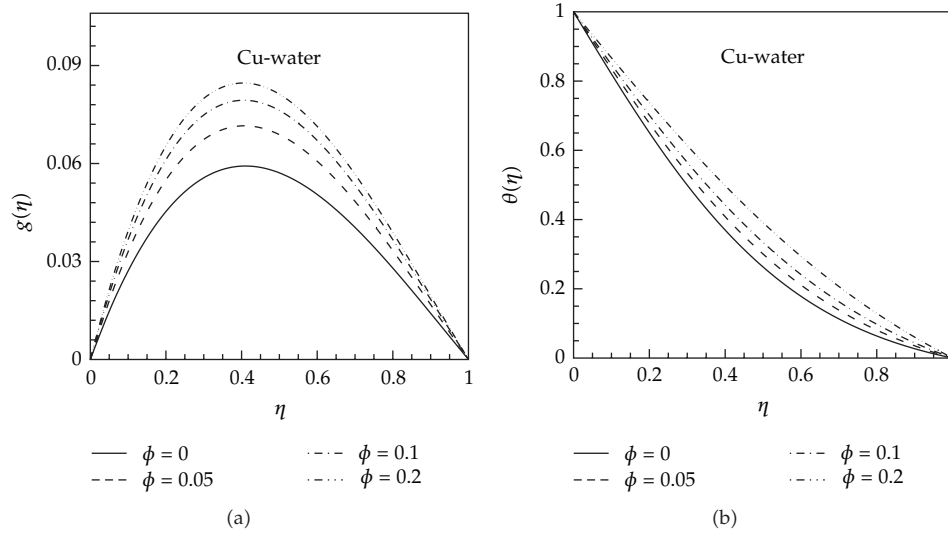 Cu-water
0.09
0.06
0.03
0
g(η)
0 0.2 0.4 0.6 0.8 1
η
ϕ = 0
ϕ = 0.05
ϕ = 0.1
ϕ = 0.2
(a)
Cu-water
1
0.8
0.6
0.4
0.2
0
θ(η)
0 0.2 0.4 0.6 0.8
η
ϕ = 0
ϕ = 0.05
ϕ = 0.1
ϕ = 0.2
(b)